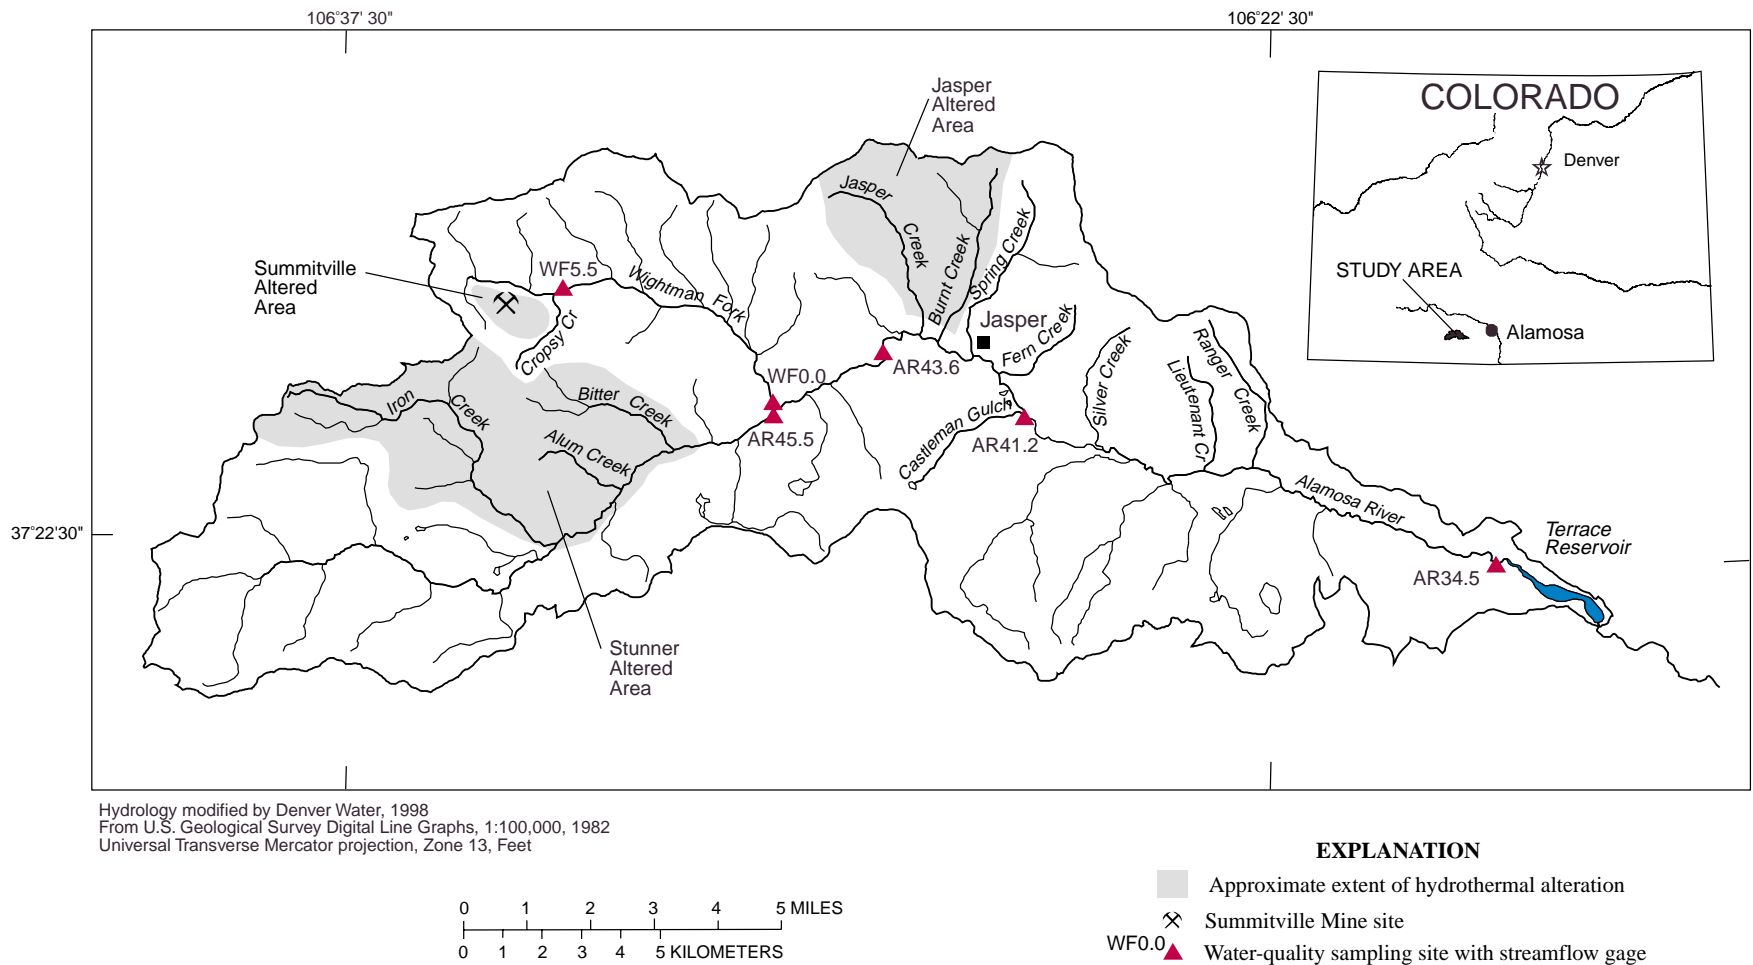 106°37' 30"
106°22' 30"
Jasper
Altered
Area
COLORADO
Denver
STUDY AREA
Alamosa
Jasper
Creek
Burnt Creek
Spring Creek
Summitville
Altered
Area
WF5.5
Wightman Fork
Cropsy Cr
Jasper
Fern Creek
AR43.6
WF0.0
AR45.5
Iron
Creek
Bitter Creek
Alum Creek
Castleman Gulch
AR41.2
Silver Creek
Lieutenant Cr
Ranger
Creek
Alamosa River
37°22'30"
Terrace
Reservoir
AR34.5
Stunner
Altered
Area
Hydrology modified by Denver Water, 1998
From U.S. Geological Survey Digital Line Graphs, 1:100,000, 1982
Universal Transverse Mercator projection, Zone 13, Feet
0 1 2 3 4 5 MILES
0 1 2 3 4 5 KILOMETERS
EXPLANATION
Approximate extent of hydrothermal alteration
Summitville Mine site
WF0.0 Water-quality sampling site with streamflow gage